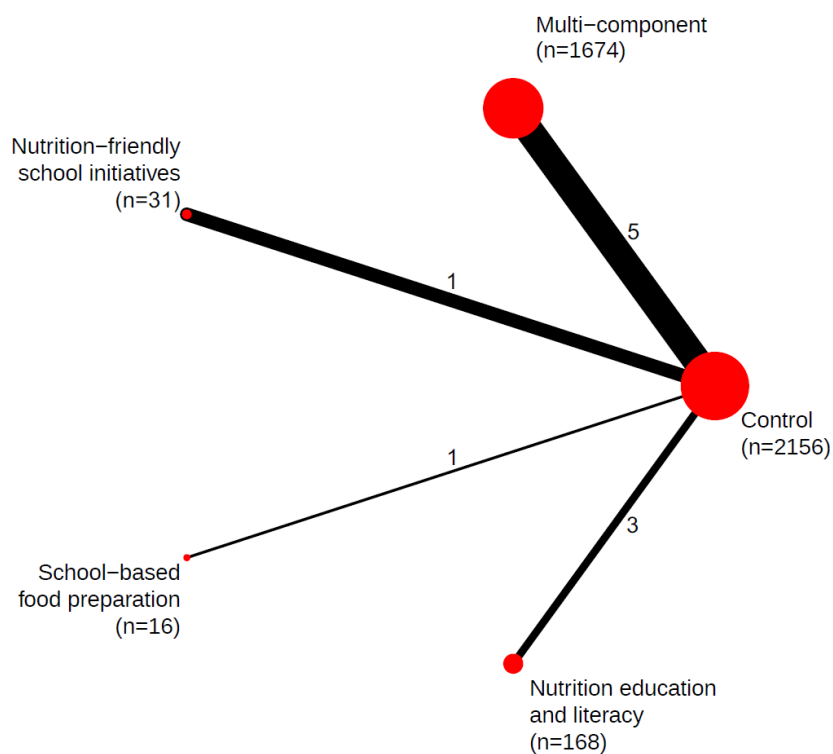 Multi−component
(n=1674)
Nutrition−friendly
school initiatives
(n=31)
5
1
Control
(n=2156)
1
3
School−based
food preparation
(n=16)
Nutrition education
and literacy
(n=168)